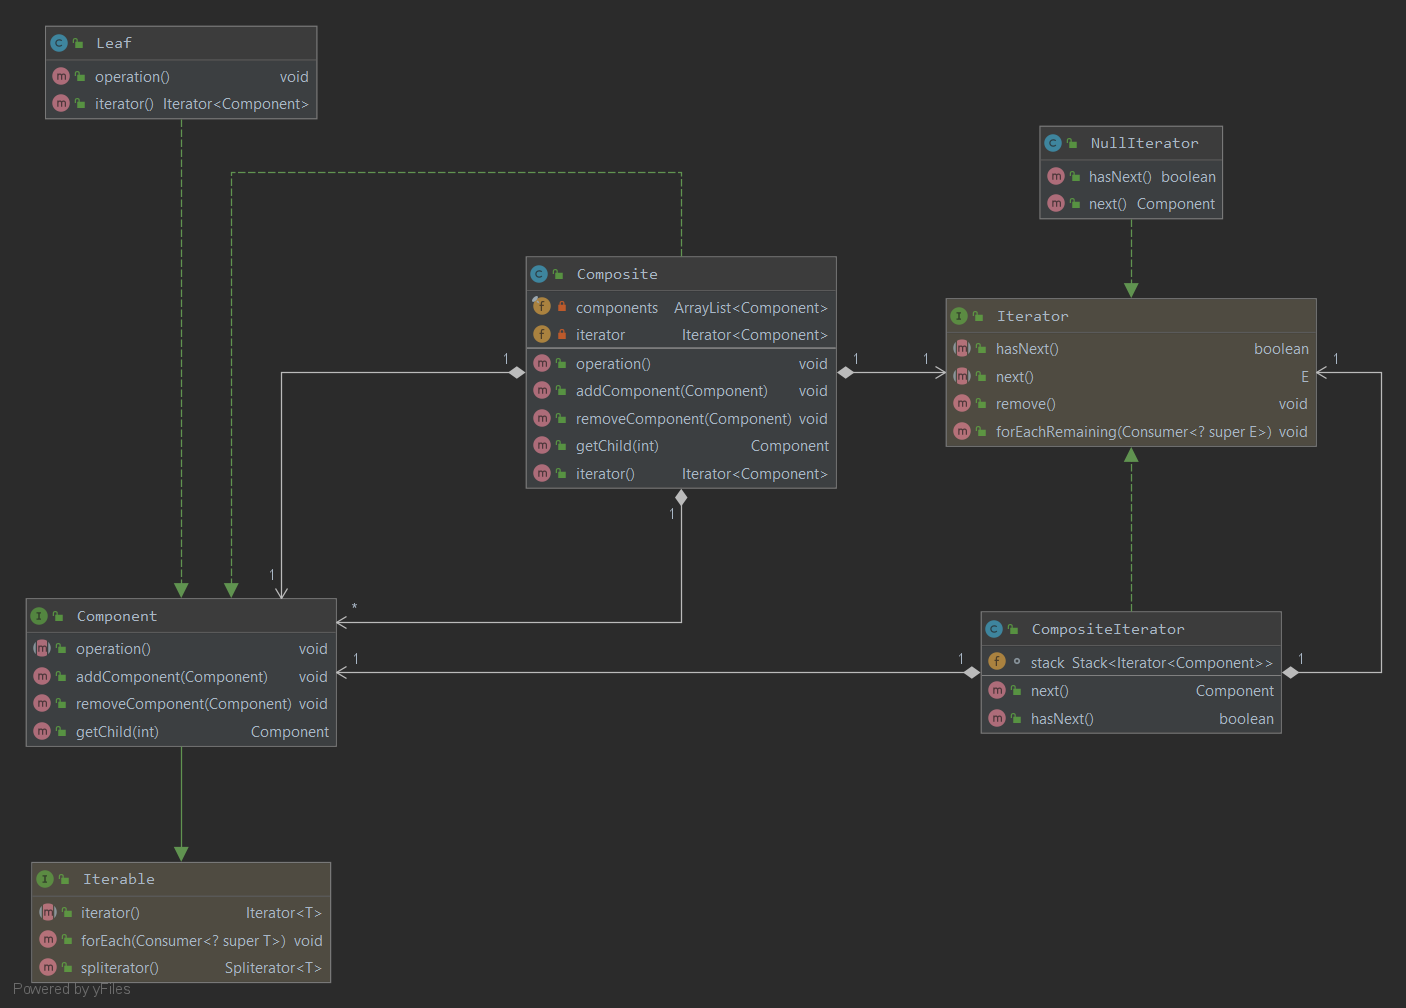 Leaf
operation() void
iterator() Iterator<Component>
NullIterator
hasNext() boolean
next() Component
Composite
components ArrayList<Component>
iterator Iterator<Component>
operation() void
addComponent(Component) void
removeComponent(Component) void
getChild(int) Component
iterator() Iterator<Component>
Iterator
hasNext() boolean
next() E
remove() void
forEachRemaining(Consumer<? super E>) void
1
1
1
1
1
1
*
1
Component
operation() void
addComponent(Component) void
removeComponent(Component) void
getChild(int) Component
CompositeIterator
stack Stack<Iterator<Component>>
next() Component
hasNext() boolean
1
1
1
Iterable
iterator() Iterator<T>
forEach(Consumer<? super T>) void
spliterator() Spliterator<T>
Powered by yFiles